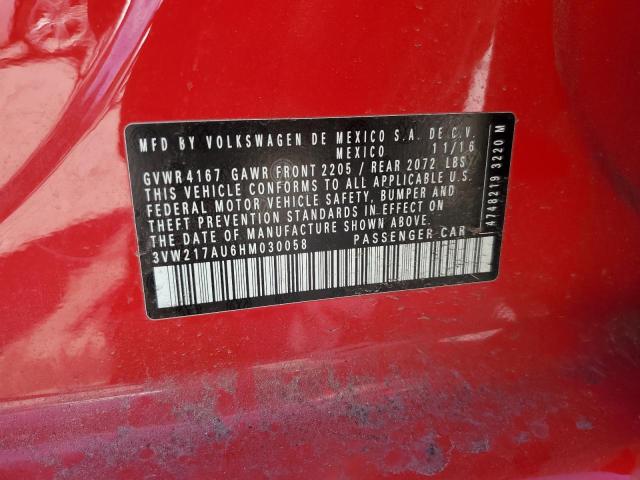 MFD BY VOLKSWAGEN DE MEXICO S.A. DE C.V.
MEXICO 11/16
GVWR 4167 GAWR FRONT 2205 / REAR 2072 LBS
THIS VEHICLE CONFORMS TO ALL APPLICABLE U.S.
FEDERAL MOTOR VEHICLE SAFETY, BUMPER AND
THEFT PREVENTION STANDARDS IN EFFECT ON
THE DATE OF MANUFACTURE SHOWN ABOVE.
3VW217AU6HM030058 PASSENGER CAR
4748219 3220 M